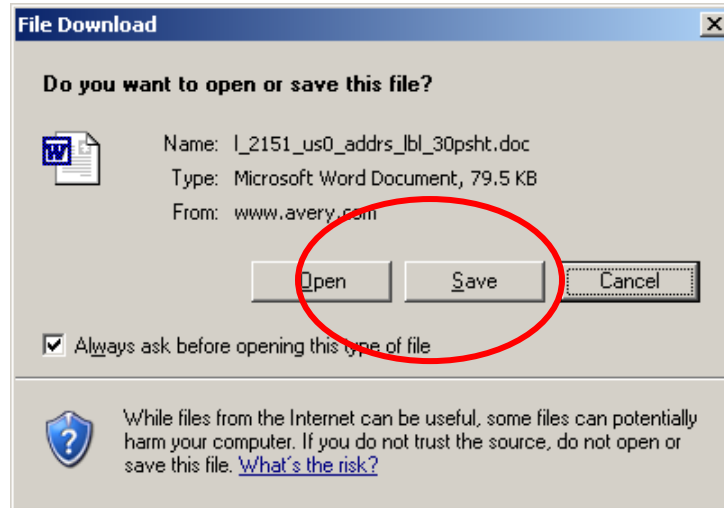 File Download
Do you want to open or save this file?
Name: l_2151_us0_addrs_lbl_30psht.doc
Type: Microsoft Word Document, 79.5 KB
From: www.avery.com
Open Save Cancel
Always ask before opening this type of file
While files from the Internet can be useful, some files can potentially
harm your computer. If you do not trust the source, do not open or
save this file. What's the risk?